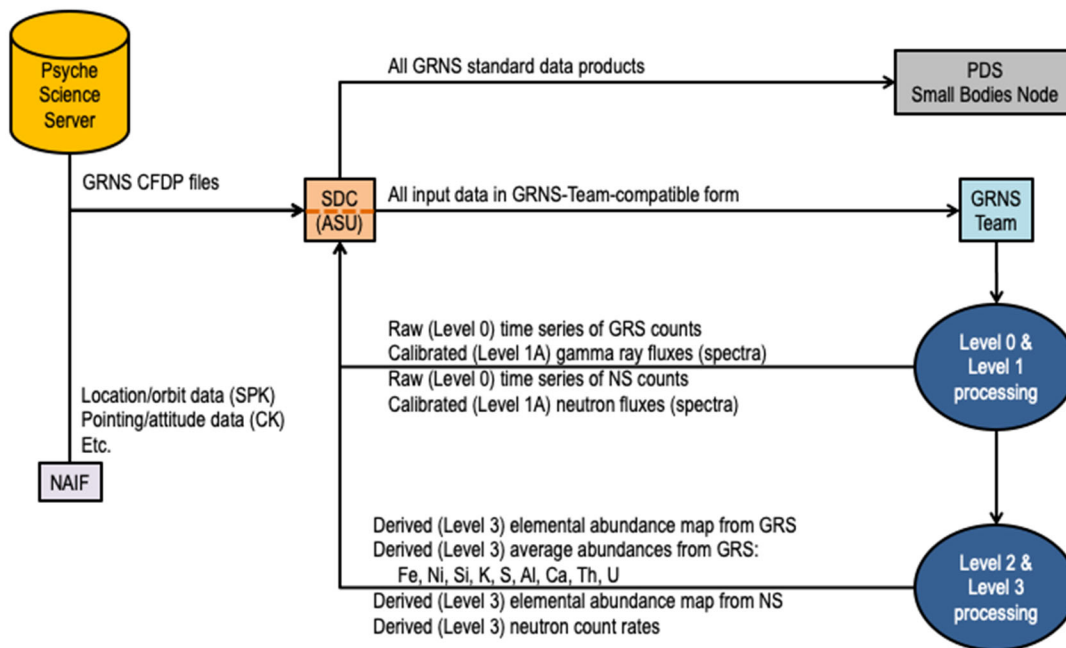 Psyche
Science
Server
All GRNS standard data products
PDS
Small Bodies Node
GRNS CFDP files
SDC
(ASU)
All input data in GRNS-Team-compatible form
GRNS
Team
Raw (Level 0) time series of GRS counts
Calibrated (Level 1A) gamma ray fluxes (spectra)
Raw (Level 0) time series of NS counts
Calibrated (Level 1A) neutron fluxes (spectra)
Level 0 &
Level 1
processing
Location/orbit data (SPK)
Pointing/attitude data (CK)
Etc.
NAIF
Derived (Level 3) elemental abundance map from GRS
Derived (Level 3) average abundances from GRS:
Fe, Ni, Si, K, S, Al, Ca, Th, U
Derived (Level 3) elemental abundance map from NS
Derived (Level 3) neutron count rates
Level 2 &
Level 3
processing